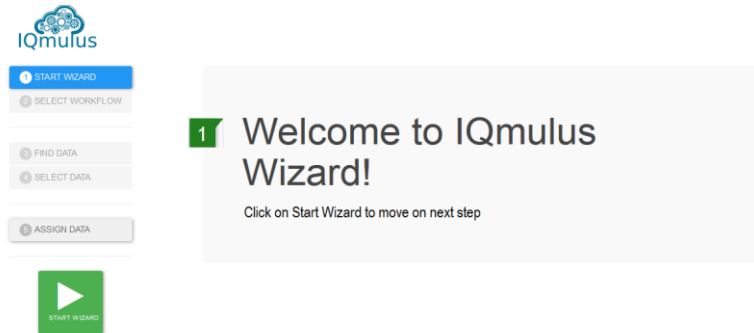 IQmulus
1 START WIZARD
2 SELECT WORKFLOW
3 FIND DATA
4 SELECT DATA
5 ASSIGN DATA
START WIZARD
1
Welcome to IQmulus
Wizard!
Click on Start Wizard to move on next step